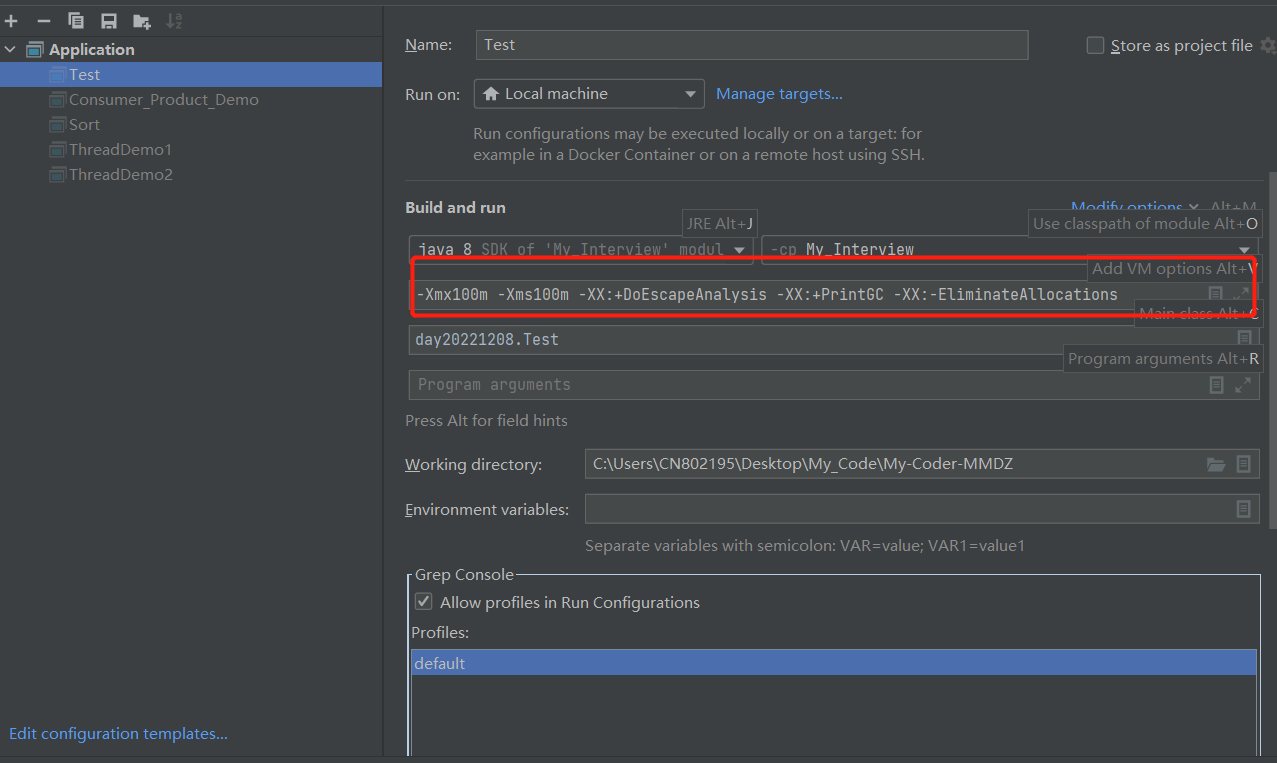 Application
Test
Consumer_Product_Demo
Sort
ThreadDemo1
ThreadDemo2
Edit configuration templates...
Name: Test
Store as project file
Run on: Local machine Manage targets...
Run configurations may be executed locally or on a target: for
example in a Docker Container or on a remote host using SSH.
Build and run
Modify options Alt+M
JRE Alt+J
Use classpath of module Alt+O
java 8 SDK of 'My_Interview' modul
-cp My_Interview
Add VM options Alt+V
-Xmx100m -Xms100m -XX:+DoEscapeAnalysis -XX:+PrintGC -XX:-EliminateAllocations
Main class Alt+C
day20221208.Test
Program arguments Alt+R
Program arguments
Press Alt for field hints
Working directory: C:\Users\CN802195\Desktop\My_Code\My-Coder-MMDZ
Environment variables:
Separate variables with semicolon: VAR=value; VAR1=value1
Grep Console
Allow profiles in Run Configurations
Profiles:
default